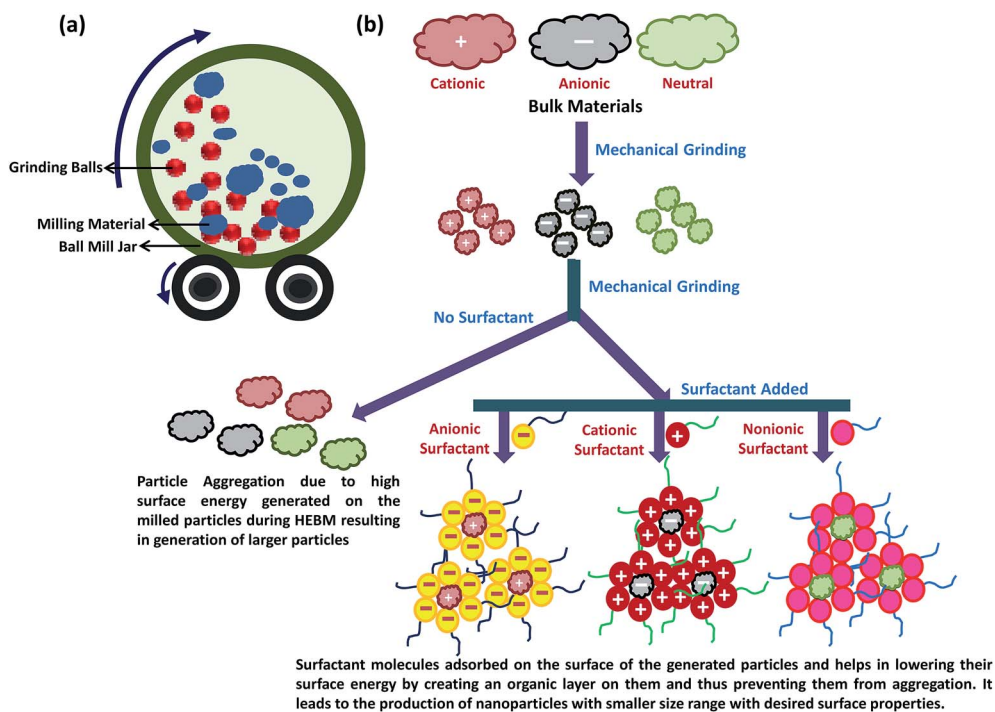 (a)
Grinding Balls
Milling Material
Ball Mill Jar
(b)
+
−
Cationic
Anionic
Neutral
Bulk Materials
Mechanical Grinding
Mechanical Grinding
No Surfactant
Surfactant Added
Anionic
Surfactant
Cationic
Surfactant
Nonionic
Surfactant
Particle Aggregation due to high
surface energy generated on the
milled particles during HEBM resulting
in generation of larger particles
Surfactant molecules adsorbed on the surface of the generated particles and helps in lowering their
surface energy by creating an organic layer on them and thus preventing them from aggregation. It
leads to the production of nanoparticles with smaller size range with desired surface properties.